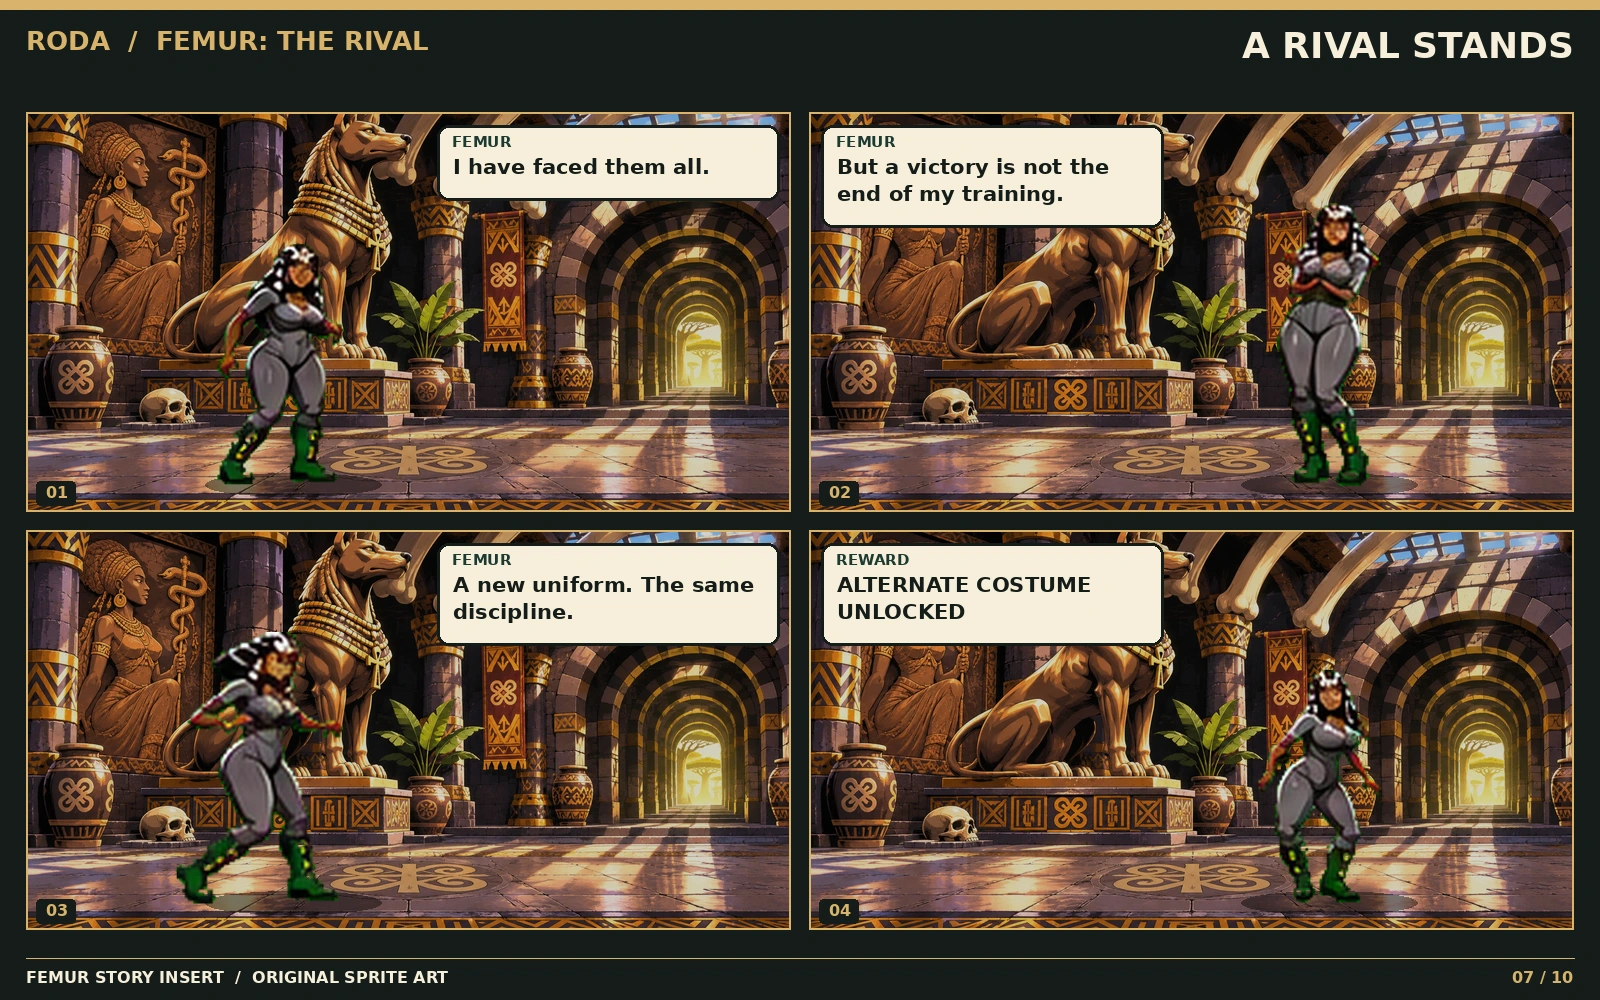 RODA / FEMUR: THE RIVAL
A RIVAL STANDS
FEMUR
I have faced them all.
01
FEMUR
But a victory is not the
end of my training.
02
FEMUR
A new uniform. The same
discipline.
03
REWARD
ALTERNATE COSTUME
UNLOCKED
04
FEMUR STORY INSERT / ORIGINAL SPRITE ART
07 / 10